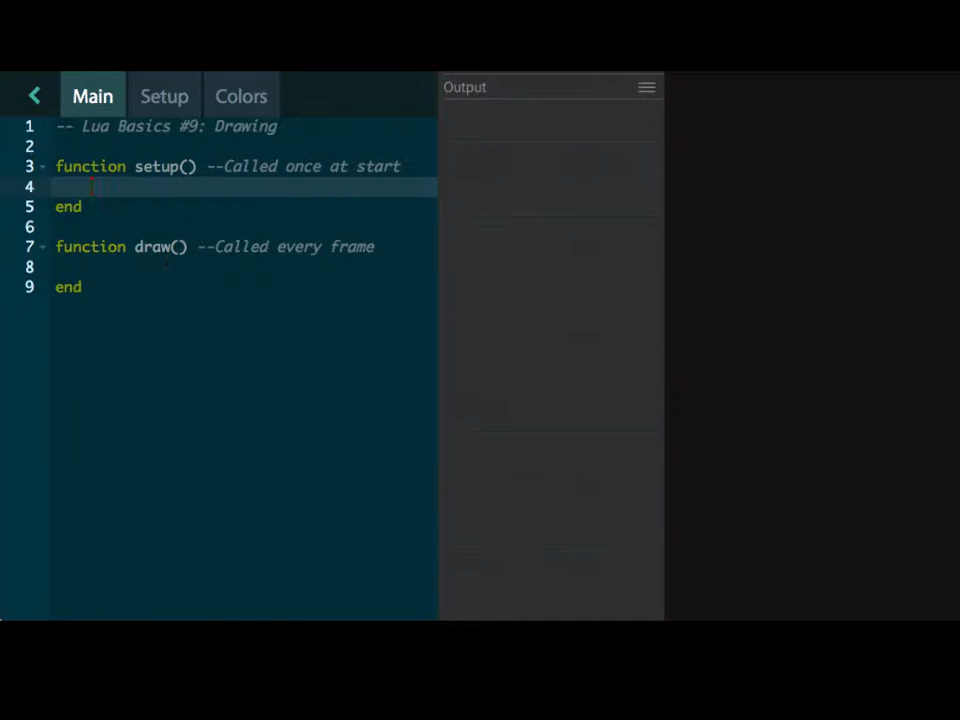 Main Setup Colors Output
1 -- Lua Basics #9: Drawing
2
3 function setup() --Called once at start
4
5 end
6
7 function draw() --Called every frame
8
9 end